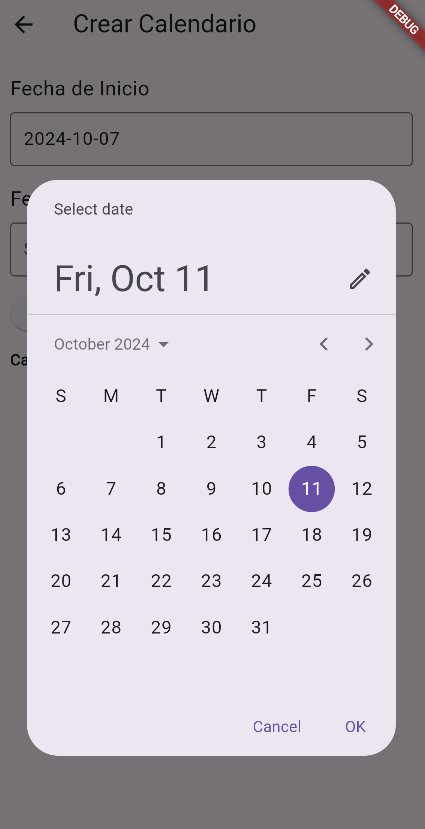 Crear Calendario
DEBUG
Fecha de Inicio
2024-10-07
Fe
Select date
Fri, Oct 11
October 2024
S M T W T F S
1 2 3 4 5
6 7 8 9 10 11 12
13 14 15 16 17 18 19
20 21 22 23 24 25 26
27 28 29 30 31
Ca
Cancel OK